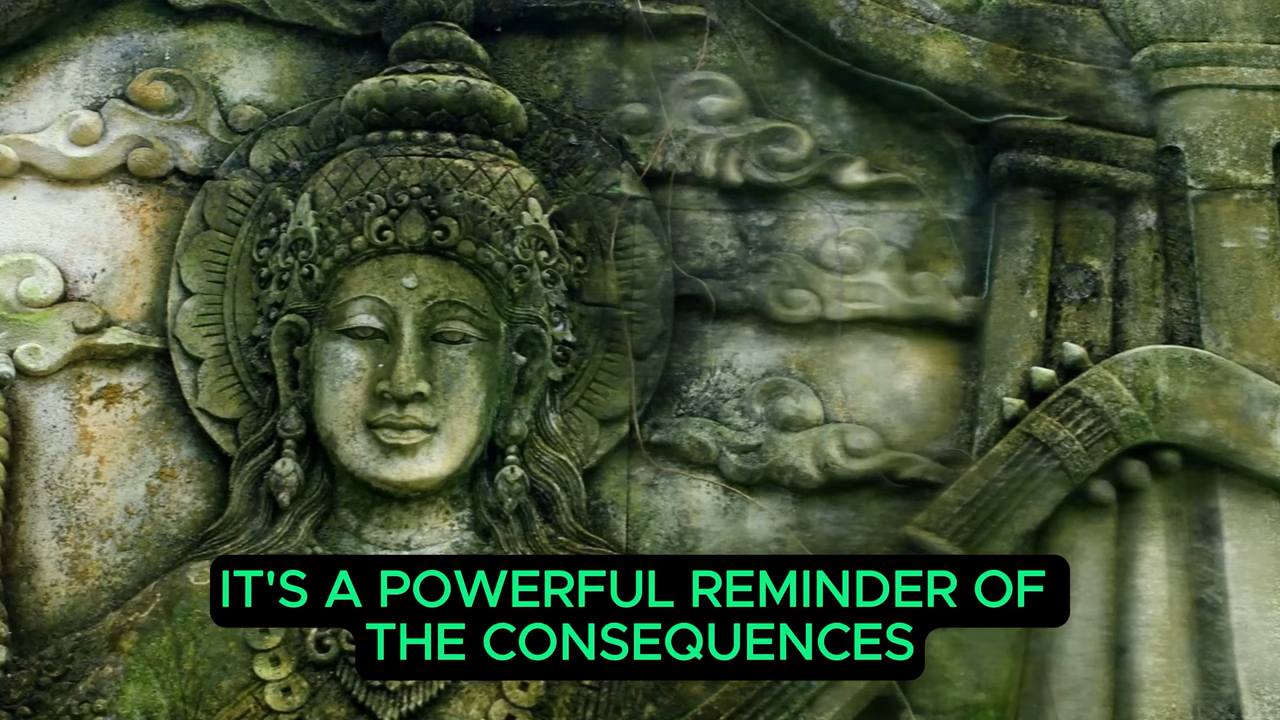 IT'S A POWERFUL REMINDER OF
THE CONSEQUENCES